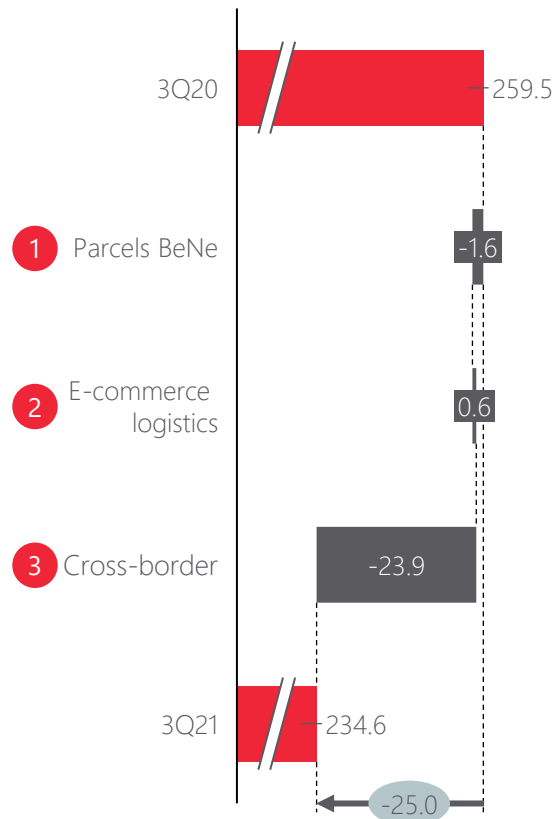 3Q20
259.5
1 Parcels BeNe
-1.6
2 E-commerce
logistics
0.6
3 Cross-border
-23.9
3Q21
234.6
-25.0